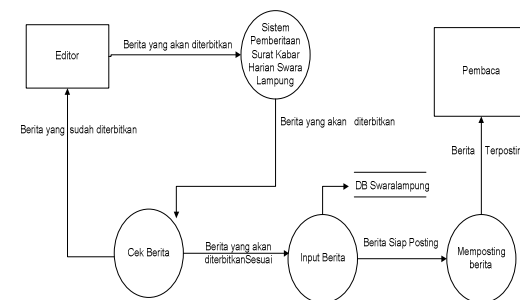 Editor
Berita yang akan diterbitkan
Sistem
Pemberitaan
Surat Kabar
Harian Swara
Lampung
Pembaca
Berita yang sudah diterbitkan
Berita yang akan diterbitkan
Berita Terpostin
DB Swaralampung
Cek Berita
Berita yang akan
diterbitkanSesuai
Input Berita
Berita Siap Posting
Memposting
berita